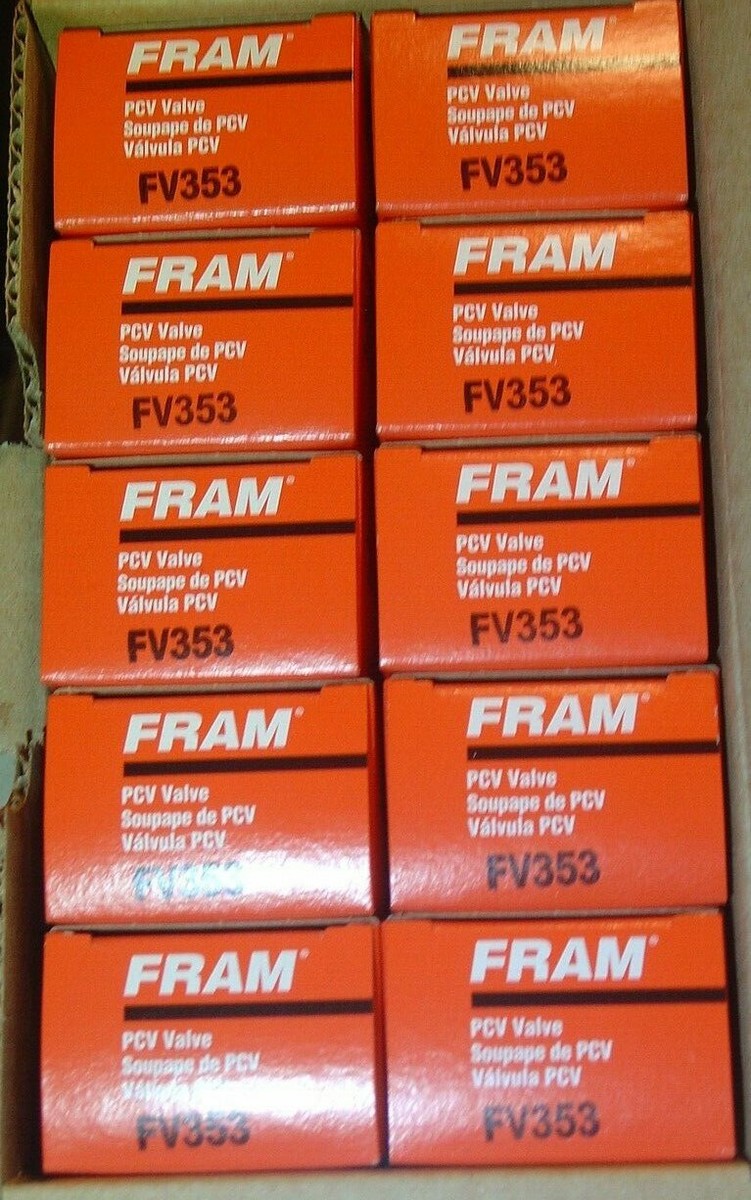 FRAM®
PCV Valve
Soupape de PCV
Válvula PCV
FV353
FRAM®
PCV Valve
Soupape de PCV
Válvula PCV
FV353
FRAM®
PCV Valve
Soupape de PCV
Válvula PCV
FV353
FRAM®
PCV Valve
Soupape de PCV
Válvula PCV
FV353
FRAM®
PCV Valve
Soupape de PCV
Válvula PCV
FV353
FRAM®
PCV Valve
Soupape de PCV
Válvula PCV
FV353
FRAM®
PCV Valve
Soupape de PCV
Válvula PCV
FV353
FRAM®
PCV Valve
Soupape de PCV
Válvula PCV
FV353
FRAM®
PCV Valve
Soupape de PCV
Válvula PCV
FV353
FRAM®
PCV Valve
Soupape de PCV
Válvula PCV
FV353